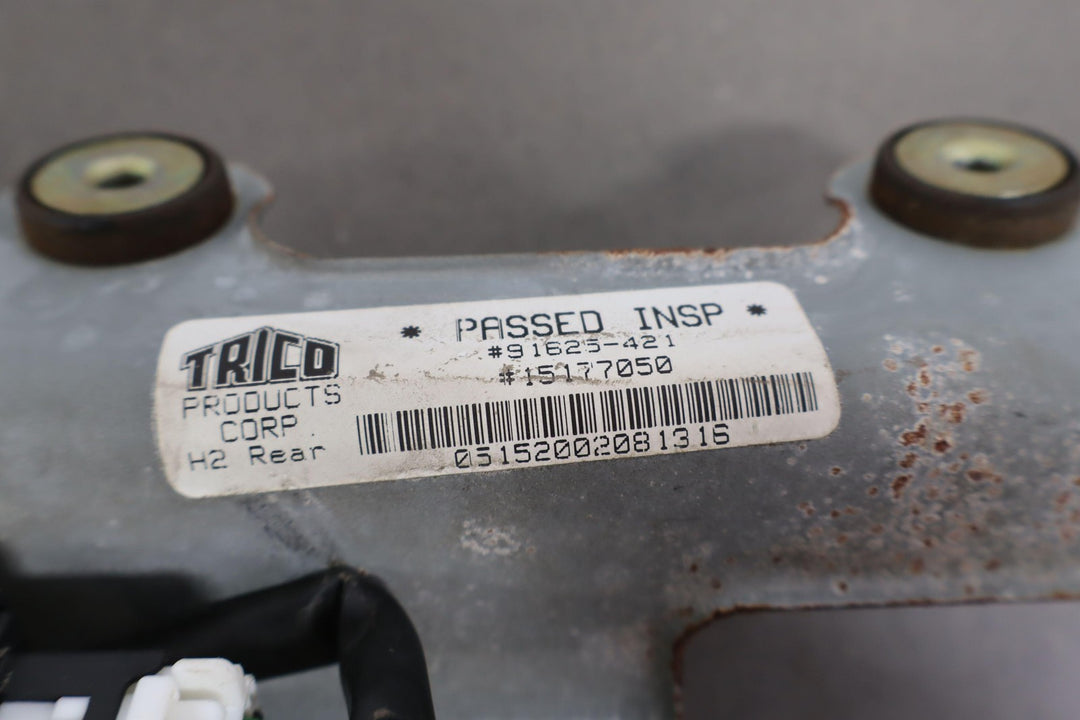 TRICO
PRODUCTS
CORP.
H2 Rear
* PASSED INSP *
#91625-421
#15177050
05152002081316